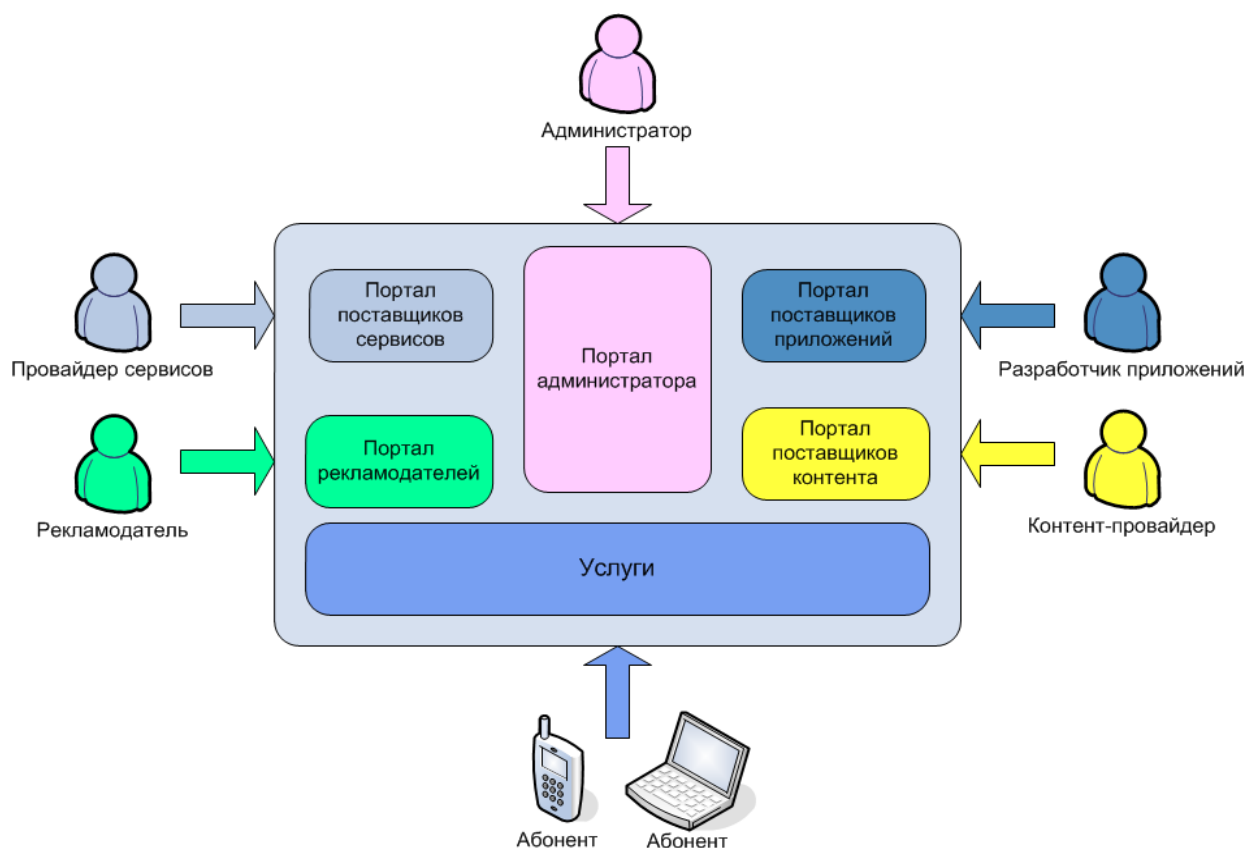 Администратор
Портал
поставщиков
сервисов
Портал
администратора
Портал
поставщиков
приложений
Провайдер сервисов
Разработчик приложений
Портал
рекламодателей
Портал
поставщиков
контента
Рекламодатель
Контент-провайдер
Услуги
Абонент
Абонент